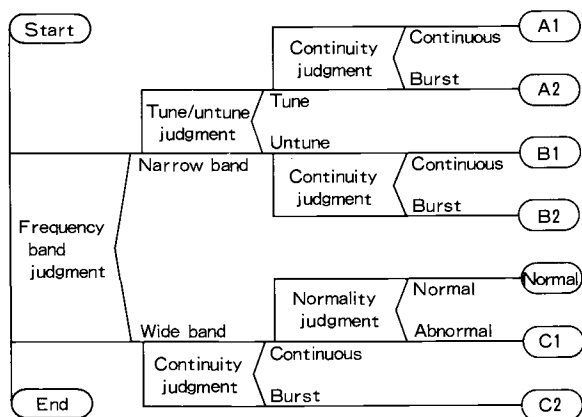 Start
Continuity
judgment
Continuous
A1
Burst
A2
Tune/untune
judgment
Tune
Untune
Narrow band
Continuity
judgment
Continuous
B1
Burst
B2
Frequency
band
judgment
Normality
judgment
Normal
Normal
Abnormal
C1
Wide band
Continuity
judgment
Continuous
Burst
C2
End